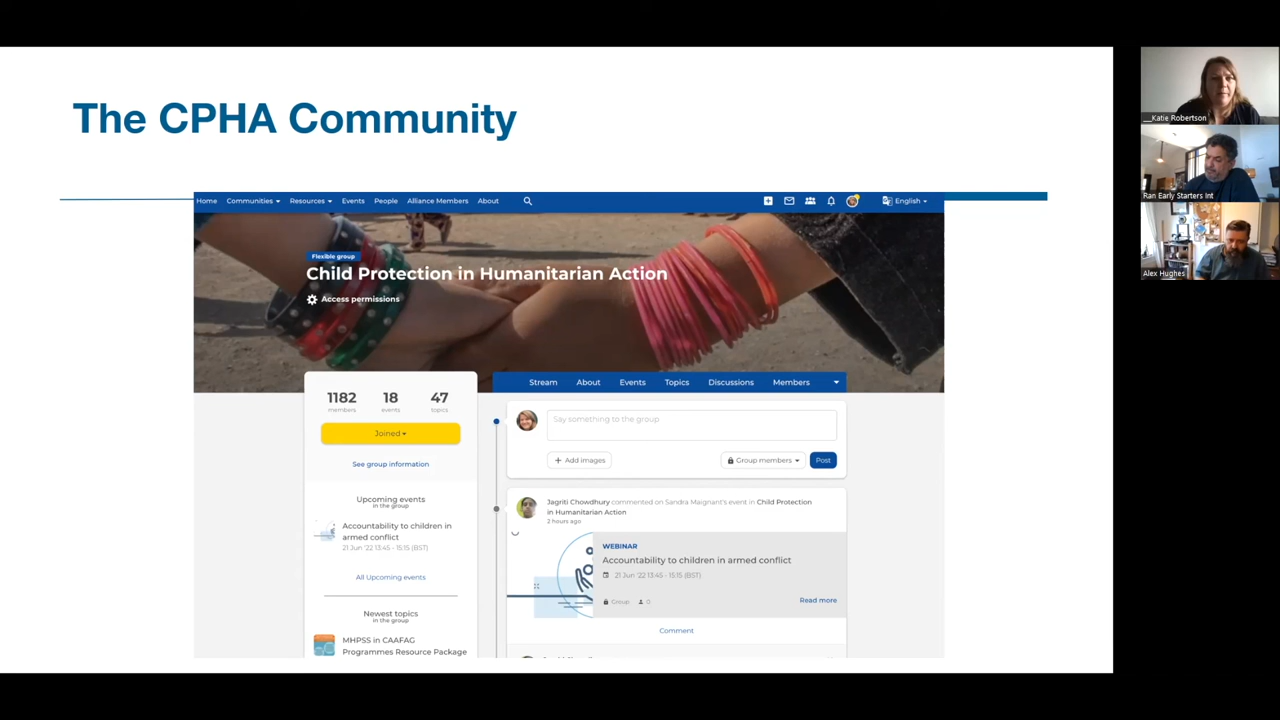 The CPHA Community
Home Communities Resources Events People Alliance Members About English
Flexible group
Child Protection in Humanitarian Action
Access permissions
1182 18 47
members events topics
Joined
See group information
Upcoming events
in the group
Accountability to children in
armed conflict
21 Jun '22 13:45 - 15:15 (BST)
All Upcoming events
Newest topics
in the group
MHPSS in CAAFAG
Programmes Resource Package
Stream About Events Topics Discussions Members
Say something to the group
Add images Group members Post
Jagriti Chowdhury commented on Sandra Maignant's event in Child Protection
in Humanitarian Action
2 hours ago
WEBINAR
Accountability to children in armed conflict
21 Jun '22 13:45 - 15:15 (BST)
Group 0 Read more
Comment
__Katie Robertson
Ran Early Starters Int
Alex Hughes